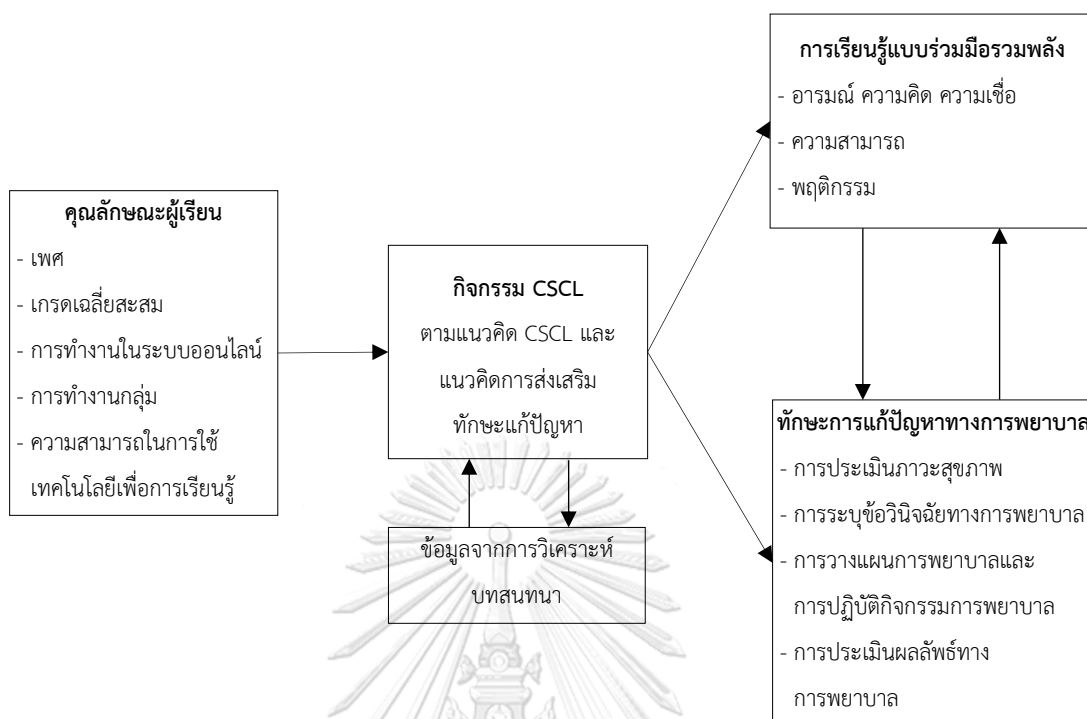 คุณลักษณะผู้เรียน
- เพศ
- เกรดเฉลี่ยสะสม
- การทำงานในระบบออนไลน์
- การทำงานกลุ่ม
- ความสามารถในการใช้
เทคโนโลยีเพื่อการเรียนรู้
กิจกรรม CSCL
ตามแนวคิด CSCL และ
แนวคิดการส่งเสริม
ทักษะแก้ปัญหา
ข้อมูลจากการวิเคราะห์
บทสนทนา
การเรียนรู้แบบร่วมมือรวมพลัง
- อารมณ์ ความคิด ความเชื่อ
- ความสามารถ
- พฤติกรรม
ทักษะการแก้ปัญหาทางการพยาบาล
- การประเมินภาวะสุขภาพ
- การระบุข้อวินิจฉัยทางการพยาบาล
- การวางแผนการพยาบาลและ
การปฏิบัติกิจกรรมการพยาบาล
- การประเมินผลลัพธ์ทาง
การพยาบาล